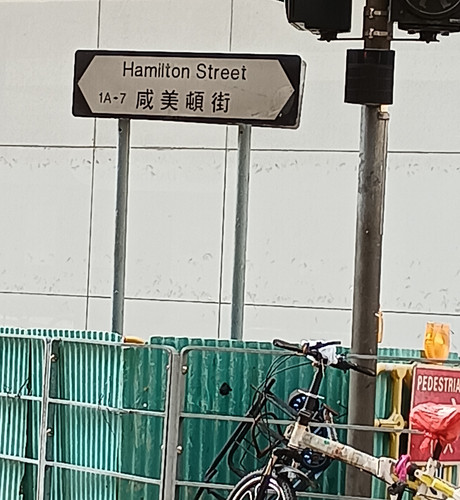 Hamilton Street
1A-7 咸美頓街
PEDESTRIA